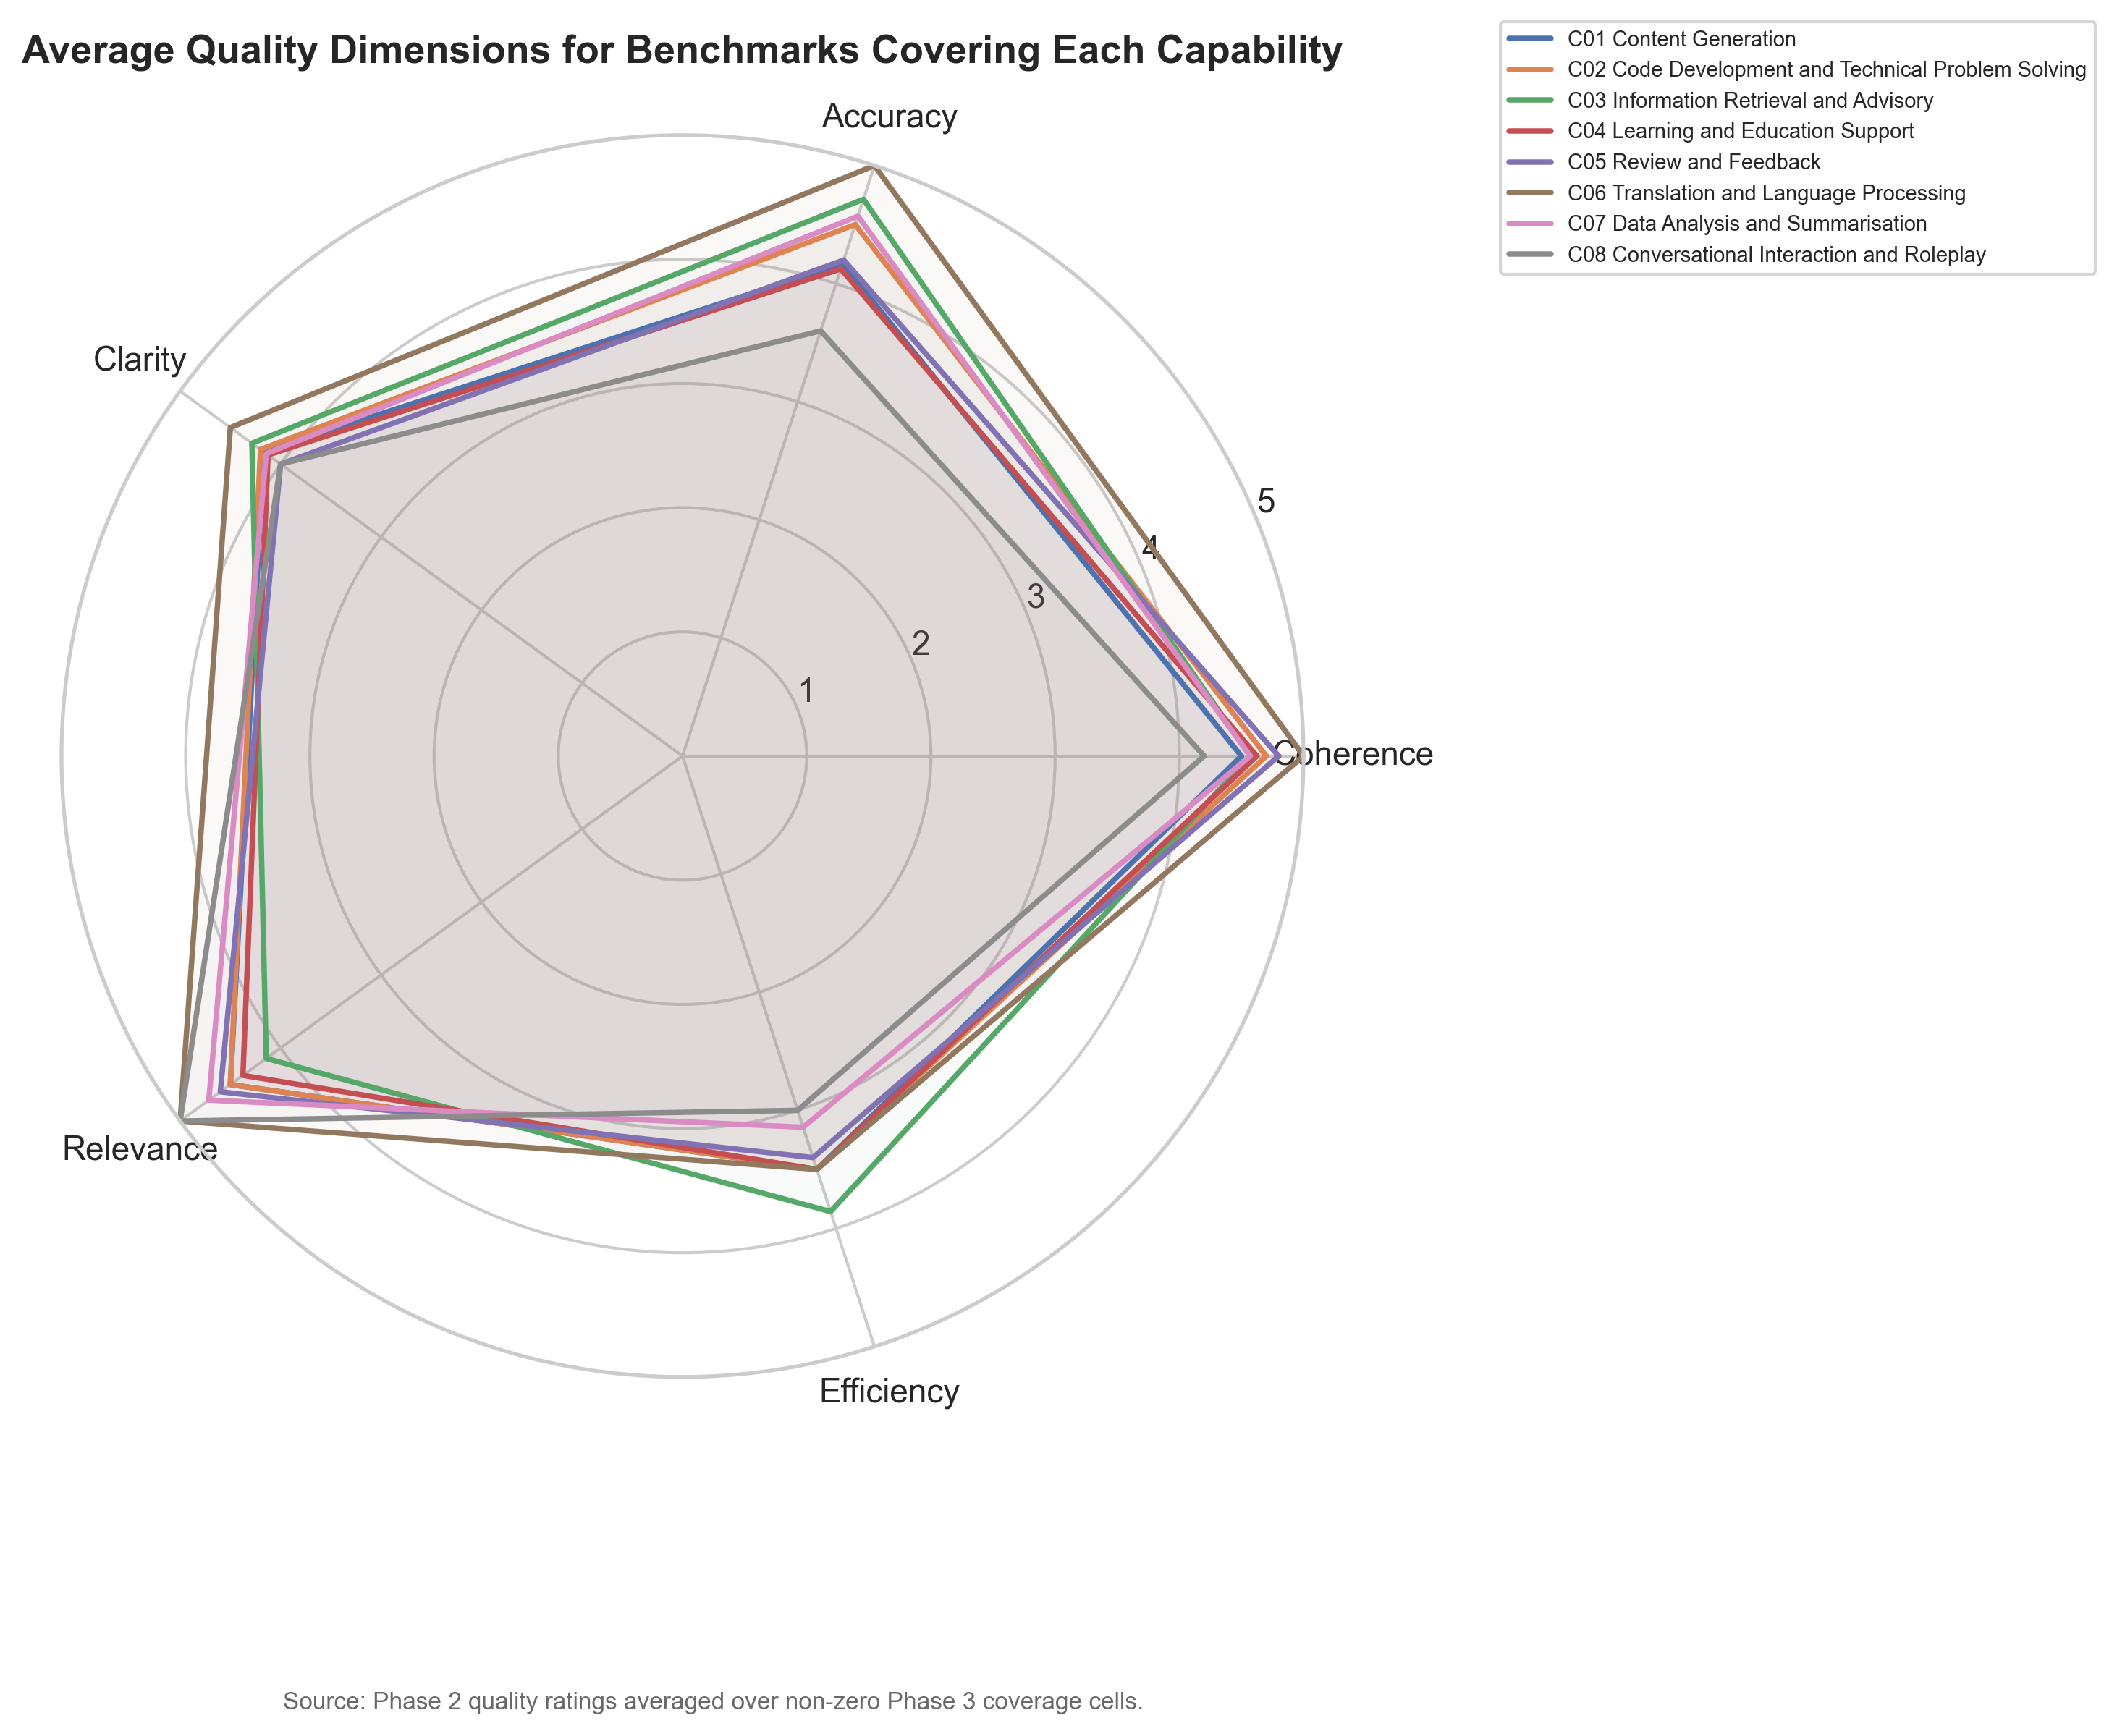 Average Quality Dimensions for Benchmarks Covering Each Capability
C01 Content Generation
C02 Code Development and Technical Problem Solving
C03 Information Retrieval and Advisory
C04 Learning and Education Support
C05 Review and Feedback
C06 Translation and Language Processing
C07 Data Analysis and Summarisation
C08 Conversational Interaction and Roleplay
Accuracy
Clarity
5
4
3
2
1
Coherence
Relevance
Efficiency
Source: Phase 2 quality ratings averaged over non-zero Phase 3 coverage cells.